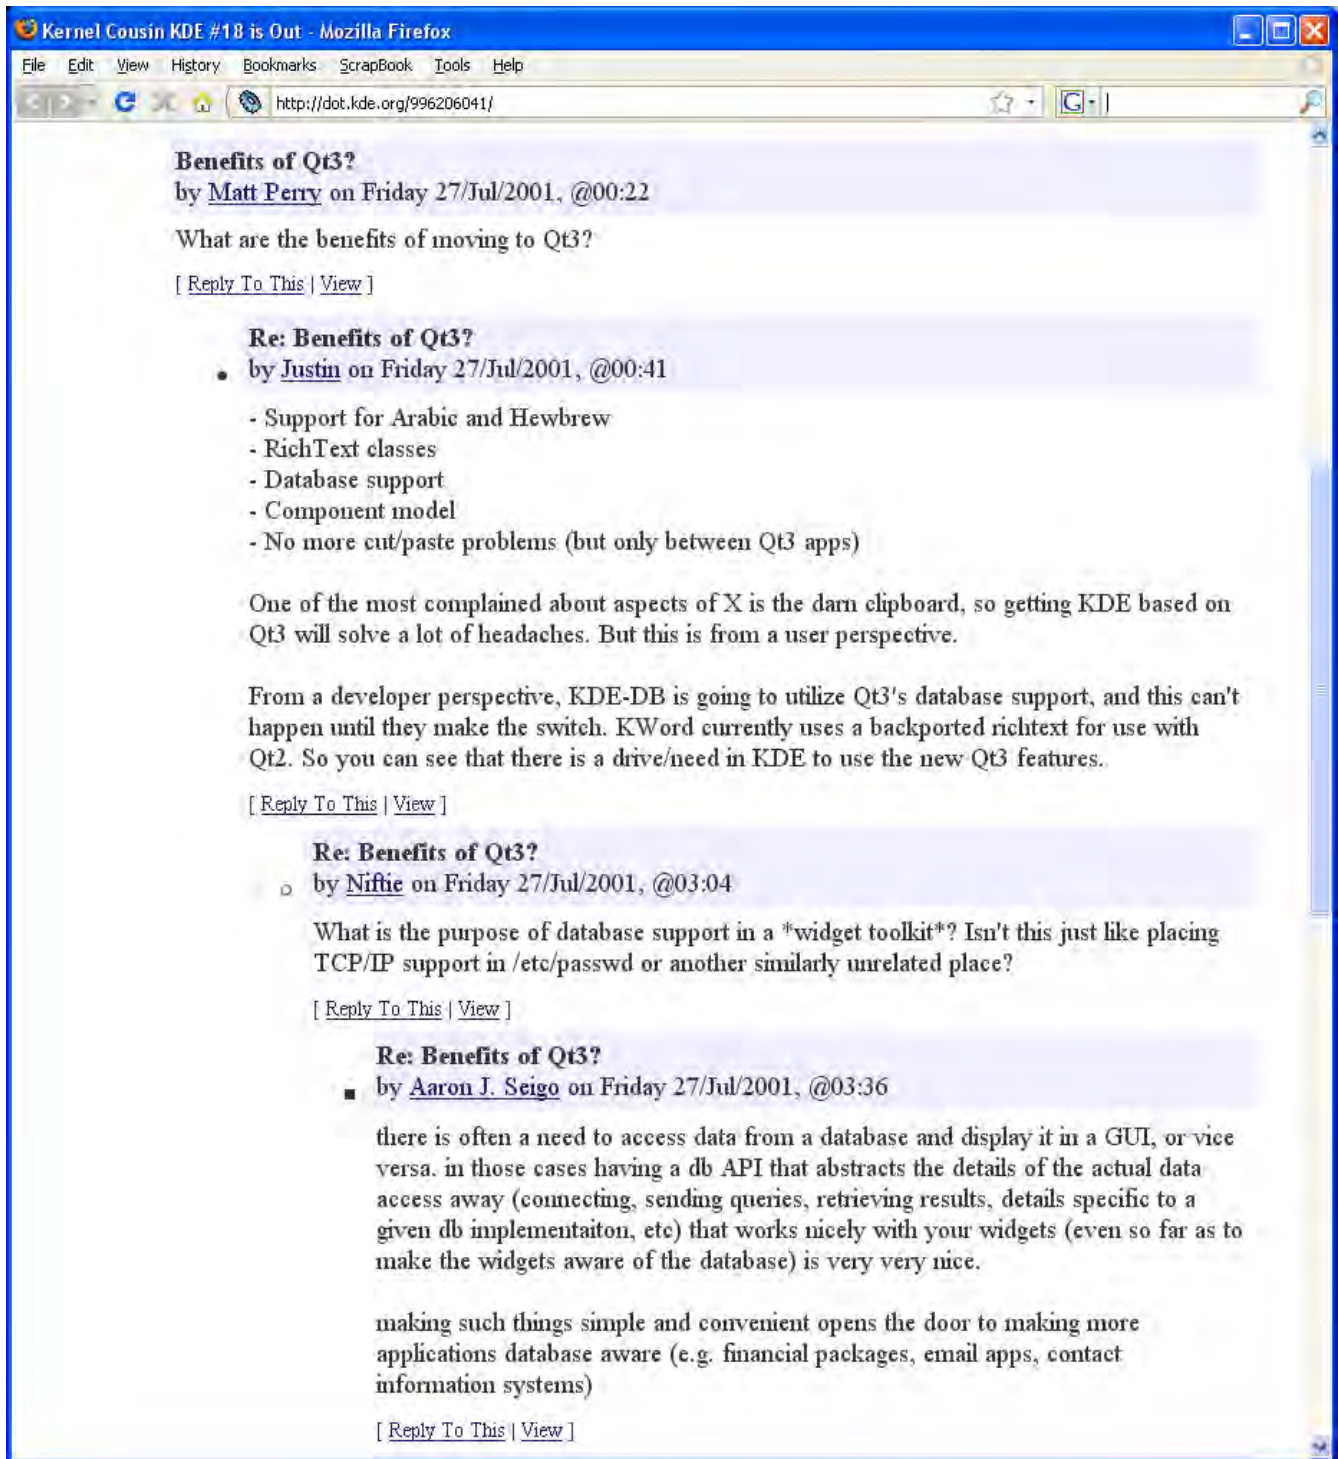 Kernel Cousin KDE #18 is Out - Mozilla Firefox
File Edit View History Bookmarks ScrapBook Tools Help
http://dot.kde.org/996206041/
G
Benefits of Qt3?
by Matt Perry on Friday 27/Jul/2001, @00:22
What are the benefits of moving to Qt3?
[ Reply To This | View ]
Re: Benefits of Qt3?
by Justin on Friday 27/Jul/2001, @00:41
- Support for Arabic and Hewbrew
- RichText classes
- Database support
- Component model
- No more cut/paste problems (but only between Qt3 apps)
One of the most complained about aspects of X is the darn clipboard, so getting KDE based on
Qt3 will solve a lot of headaches. But this is from a user perspective.
From a developer perspective, KDE-DB is going to utilize Qt3's database support, and this can't
happen until they make the switch. KWord currently uses a backported richtext for use with
Qt2. So you can see that there is a drive/need in KDE to use the new Qt3 features.
[ Reply To This | View ]
Re: Benefits of Qt3?
by Niftie on Friday 27/Jul/2001, @03:04
What is the purpose of database support in a *widget toolkit*? Isn't this just like placing
TCP/IP support in /etc/passwd or another similarly unrelated place?
[ Reply To This | View ]
Re: Benefits of Qt3?
by Aaron J. Seigo on Friday 27/Jul/2001, @03:36
there is often a need to access data from a database and display it in a GUI, or vice
versa. in those cases having a db API that abstracts the details of the actual data
access away (connecting, sending queries, retrieving results, details specific to a
given db implementaiton, etc) that works nicely with your widgets (even so far as to
make the widgets aware of the database) is very very nice.
making such things simple and convenient opens the door to making more
applications database aware (e.g. financial packages, email apps, contact
information systems)
[ Reply To This | View ]